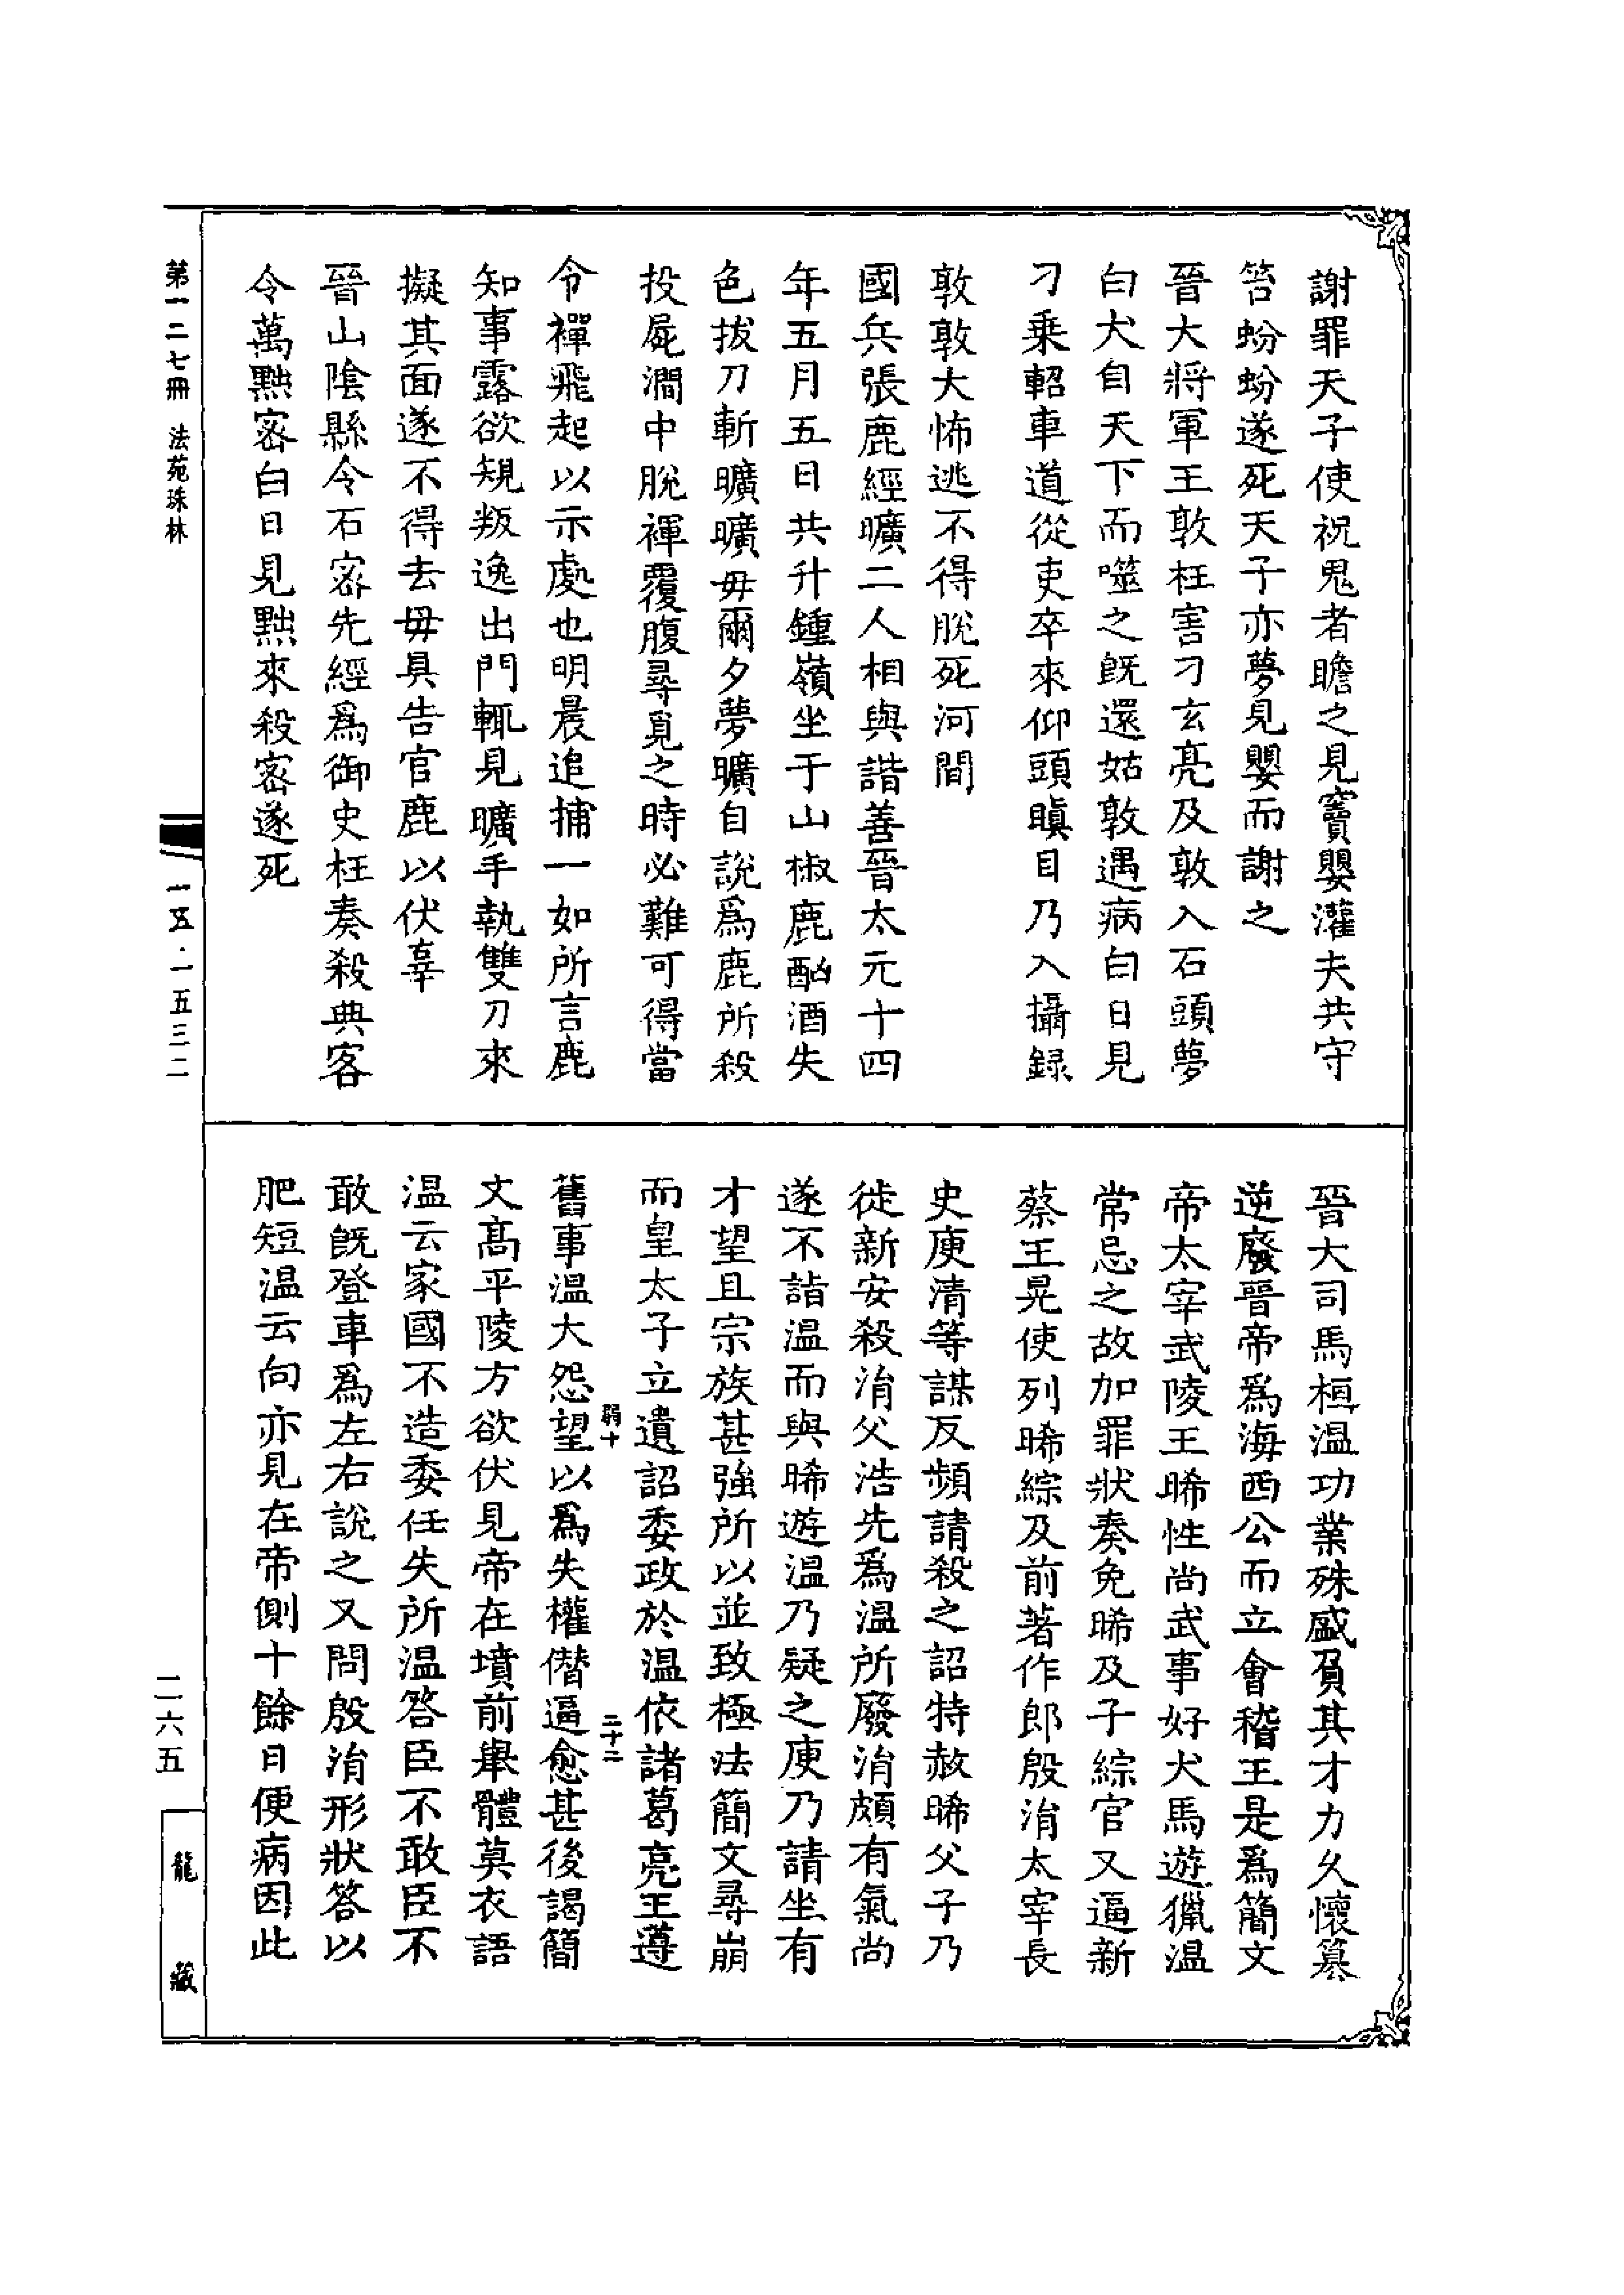 謝罪天子使祝鬼者瞻之見竇嬰灌夫共守
笞蚡蚡遂死天子亦夢見嬰而謝之
晉大將軍王敦枉害刁玄亮及敦入石頭夢
白犬自天下而噬之旣還姑敦遇病白日見
刁乗軺車道從吏卒來仰頭瞋目乃入攝録
敦敦大怖逃不得脫死河間
國兵張鹿經曠二人相與諧善晉太元十四
年五月五日共升鍾嶺坐于山椒鹿酗酒失
色拔刀斬曠曠母爾夕夢曠自說爲鹿所殺
投屍澗中脫褌覆腹尋覓之時必難可得當
令褌飛起以示處也明晨追捕一如所言鹿
知事露欲規叛逸出門輒見曠手執雙刀來
擬其面遂不得去母具告官鹿以伏辜
晉山陰縣令石密先經爲御史枉奏殺典客
令萬黜密白日見黜來殺密遂死
晉大司馬桓温功業殊盛負其才力乆懷篡
逆廢晉帝爲海西公而立會稽王是爲簡文
帝太宰武陵王晞性尚武事好犬馬遊獵温
常忌之故加罪狀奏免晞及子綜官又逼新
蔡王晃使列晞綜及前著作郎殷涓太宰長
史庾清等謀反頻請殺之詔特赦晞父子乃
徙新安殺涓父浩先爲温所廢涓頗有氣尚
遂不詣温而與晞遊温乃疑之庾乃請坐有
才望且宗族甚強所以並致極法簡文尋崩
而皇太子立遺詔委政於温依諸葛亮王遵
弱十　二十二
舊事温大怨望以爲失權僣逼愈甚後謁簡
文髙平陵方欲伏見帝在墳前舉體莫衣語
温云家國不造委任失所温答臣不敢臣不
敢旣登車爲左右說之又問殷涓形狀答以
肥短温云向亦見在帝側十餘日便病因此
第一二七冊　法苑珠林
一五·一五三二
二六五
龍藏